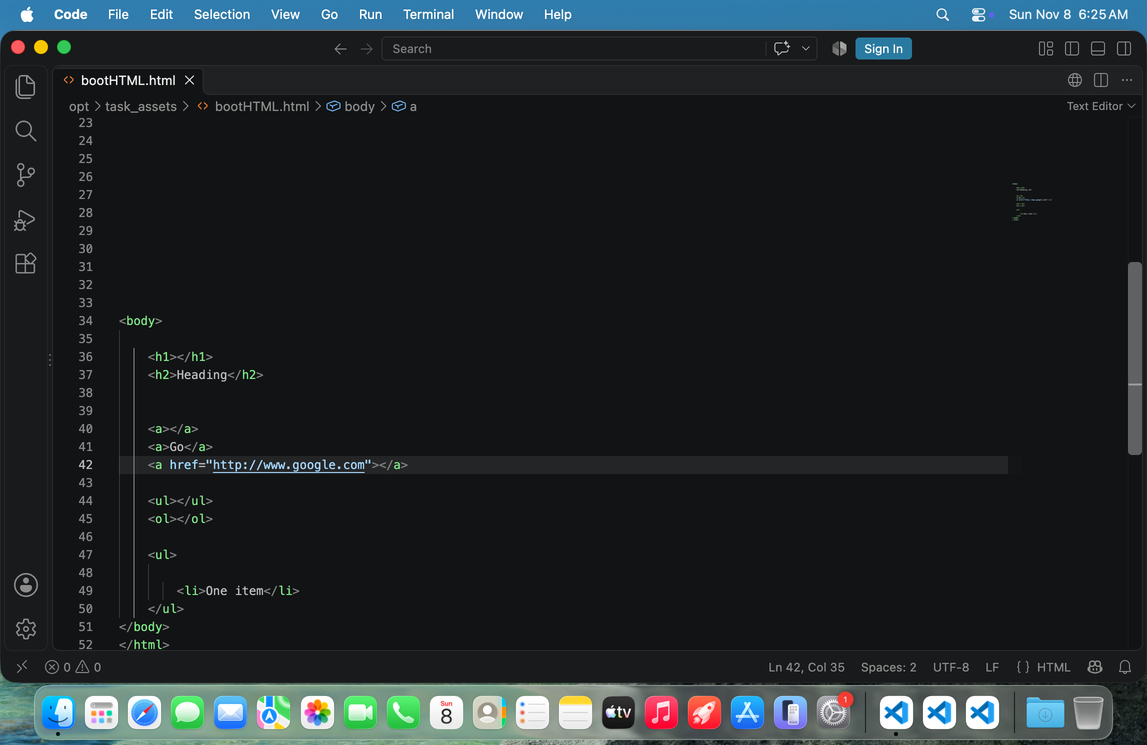 Code File Edit Selection View Go Run Terminal Window Help Sun Nov 8 6:25 AM
Search Sign In
bootHTML.html
opt > task_assets > bootHTML.html > body > a Text Editor
23
24
25
26
27
28
29
30
31
32
33
34 <body>
35
36 <h1></h1>
37 <h2>Heading</h2>
38
39
40 <a></a>
41 <a>Go</a>
42 <a href="http://www.google.com"></a>
43
44 <ul></ul>
45 <ol></ol>
46
47 <ul>
48
49 <li>One item</li>
50 </ul>
51 </body>
52 </html>
0 0 Ln 42, Col 35 Spaces: 2 UTF-8 LF { } HTML
Sun
8 tv 1